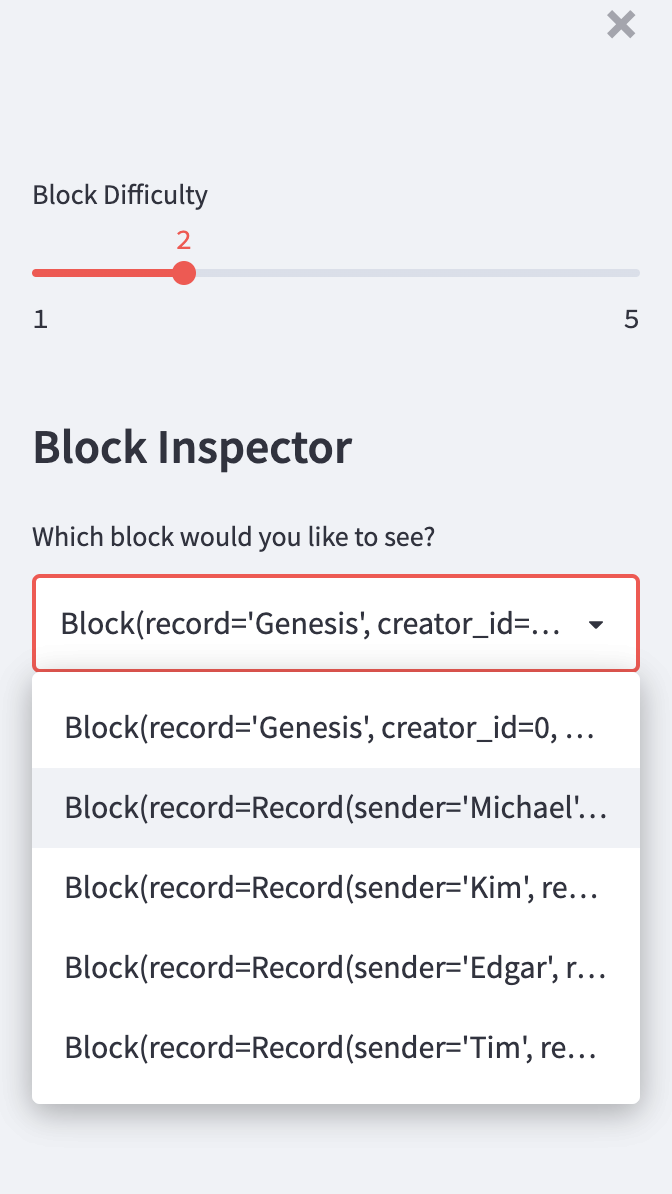 Block Difficulty
2
1 5
Block Inspector
Which block would you like to see?
Block(record='Genesis', creator_id=...
Block(record='Genesis', creator_id=0, ...
Block(record=Record(sender='Michael'...
Block(record=Record(sender='Kim', re...
Block(record=Record(sender='Edgar', r...
Block(record=Record(sender='Tim', re...